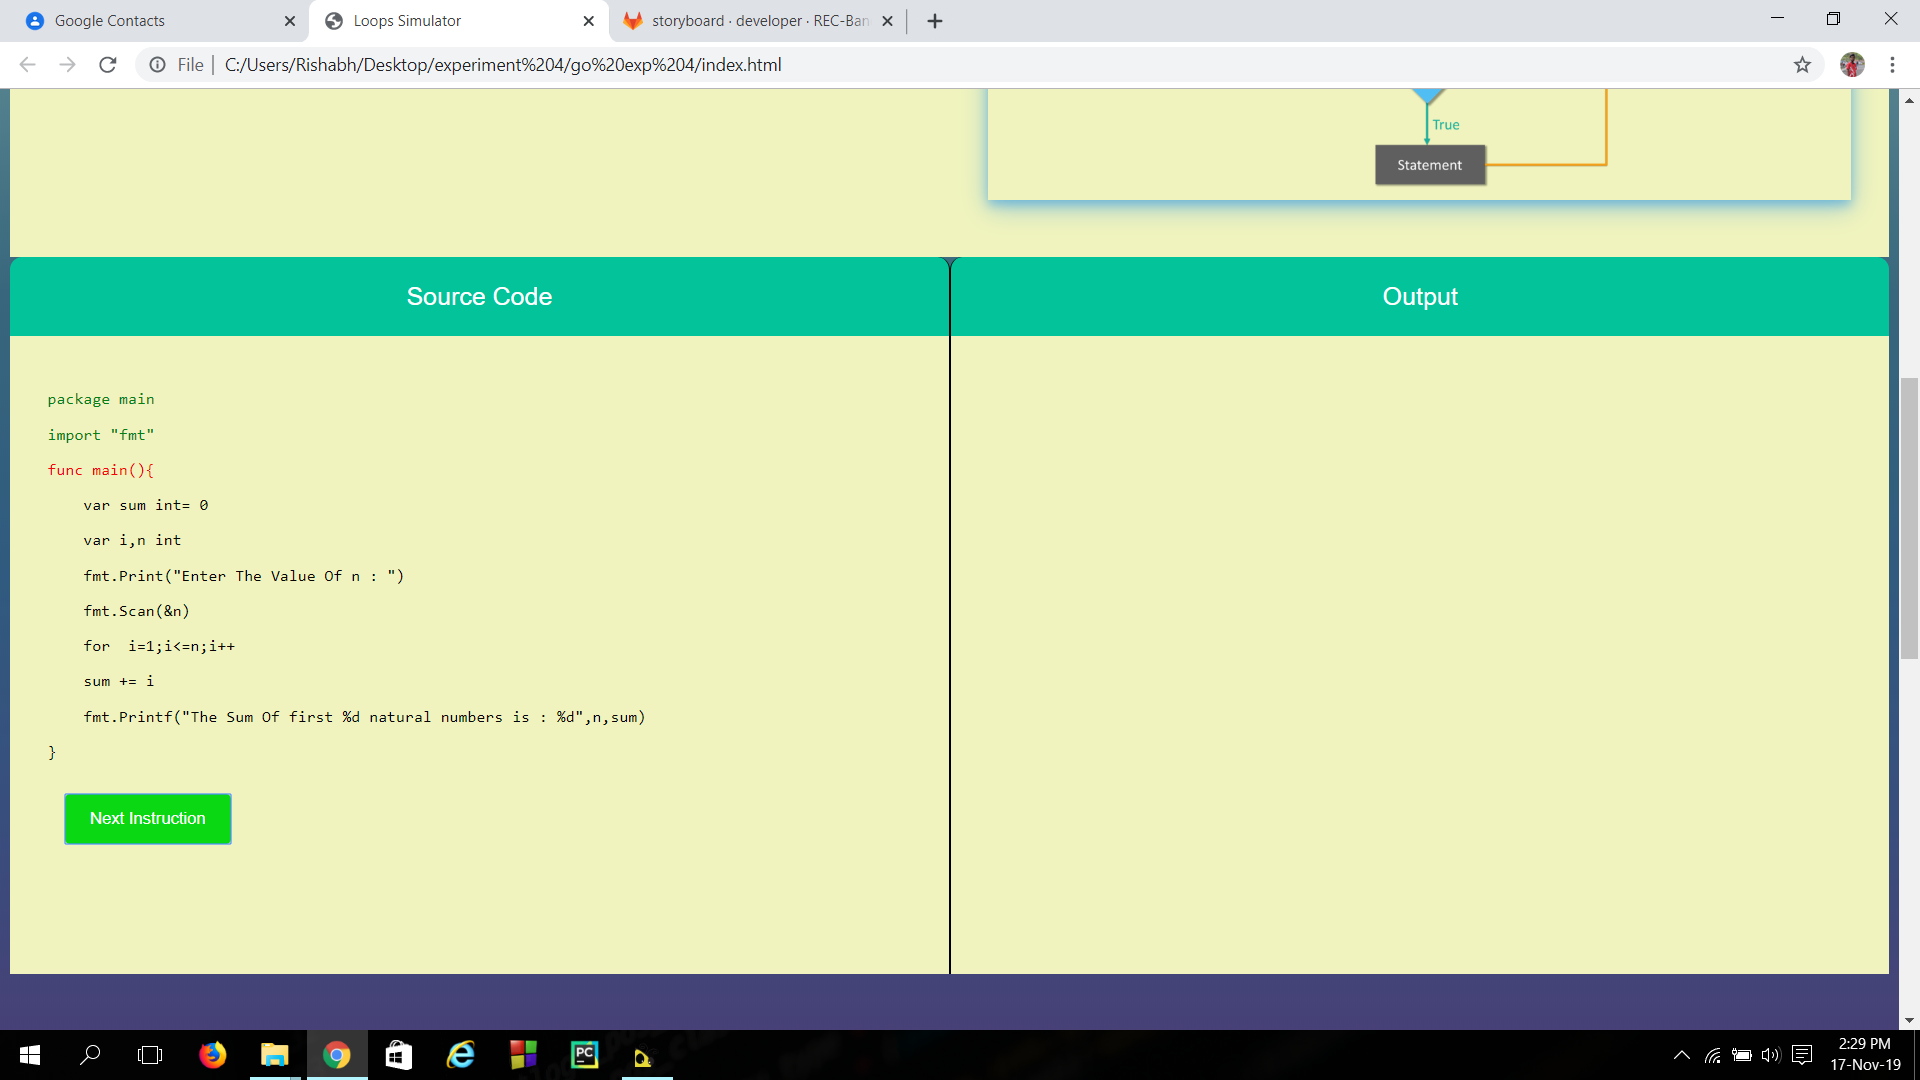 Google Contacts
Loops Simulator
storyboard · developer · REC-Ban
File
C:/Users/Rishabh/Desktop/experiment%204/go%20exp%204/index.html
True
Statement
Source Code
Output
package main
import "fmt"
func main(){
var sum int= 0
var i,n int
fmt.Print("Enter The Value Of n : ")
fmt.Scan(&n)
for  i=1;i<=n;i++
sum += i
fmt.Printf("The Sum Of first %d natural numbers is : %d",n,sum)
}
Next Instruction
PC
2:29 PM
17-Nov-19